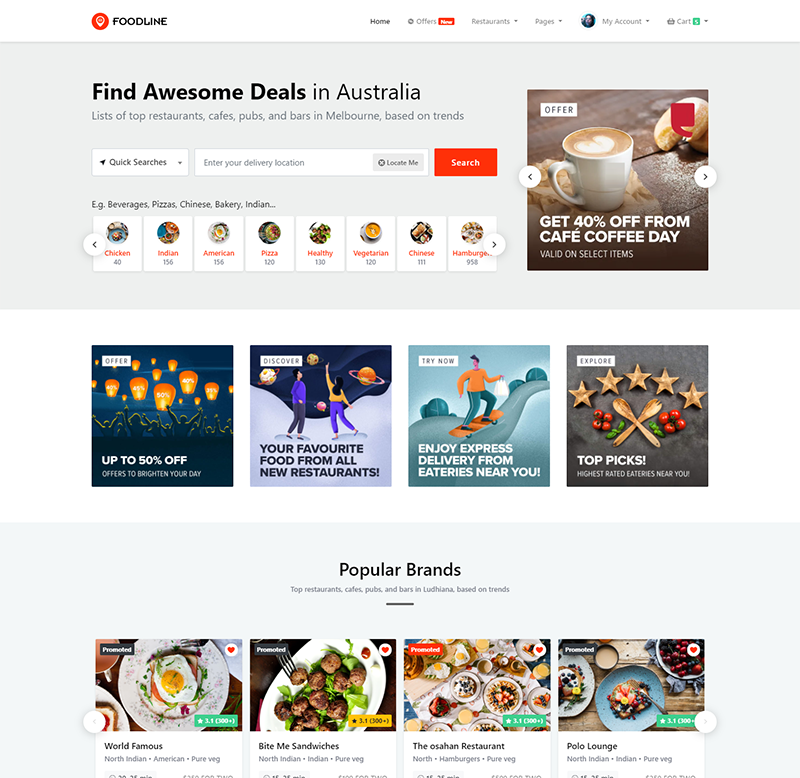 FOODLINE
Home
Offers New
Restaurants
Pages
My Account
Cart 5
Find Awesome Deals in Australia
Lists of top restaurants, cafes, pubs, and bars in Melbourne, based on trends
Quick Searches
Enter your delivery location
Locate Me
Search
E.g. Beverages, Pizzas, Chinese, Bakery, Indian...
Chicken
40
Indian
156
American
156
Pizza
120
Healthy
130
Vegetarian
120
Chinese
111
958
OFFER
GET 40% OFF FROM
CAFÉ COFFEE DAY
VALID ON SELECT ITEMS
OFFER
50%
40%
UP TO 50% OFF
OFFERS TO BRIGHTEN YOUR DAY
DISCOVER
YOUR FAVOURITE
FOOD FROM ALL
NEW RESTAURANTS!
TRY NOW
ENJOY EXPRESS
DELIVERY FROM
EATERIES NEAR YOU!
EXPLORE
TOP PICKS!
HIGHEST RATED EATERIES NEAR YOU!
Popular Brands
Top restaurants, cafes, pubs, and bars in Ludhiana, based on trends
Promoted
3.1 (300+)
World Famous
North Indian • American • Pure veg
Promoted
3.1 (300+)
Bite Me Sandwiches
North Indian • Indian • Pure veg
Promoted
3.1 (300+)
The osahan Restaurant
North • Hamburgers • Pure veg
Promoted
3.1 (300+)
Polo Lounge
North Indian • Indian • Pure veg